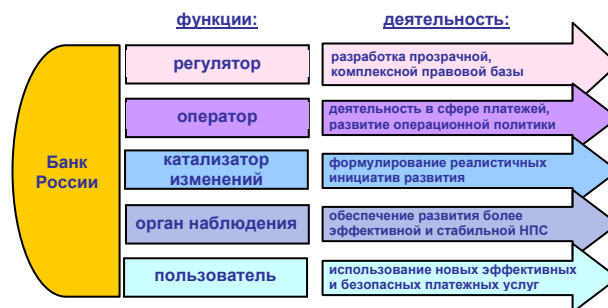 функции:
деятельность:
Банк
России
регулятор
разработка прозрачной,
комплексной правовой базы
оператор
деятельность в сфере платежей,
развитие операционной политики
катализатор
изменений
формулирование реалистичных
инициатив развития
орган наблюдения
обеспечение развития более
эффективной и стабильной НПС
пользователь
использование новых эффективных
и безопасных платежных услуг